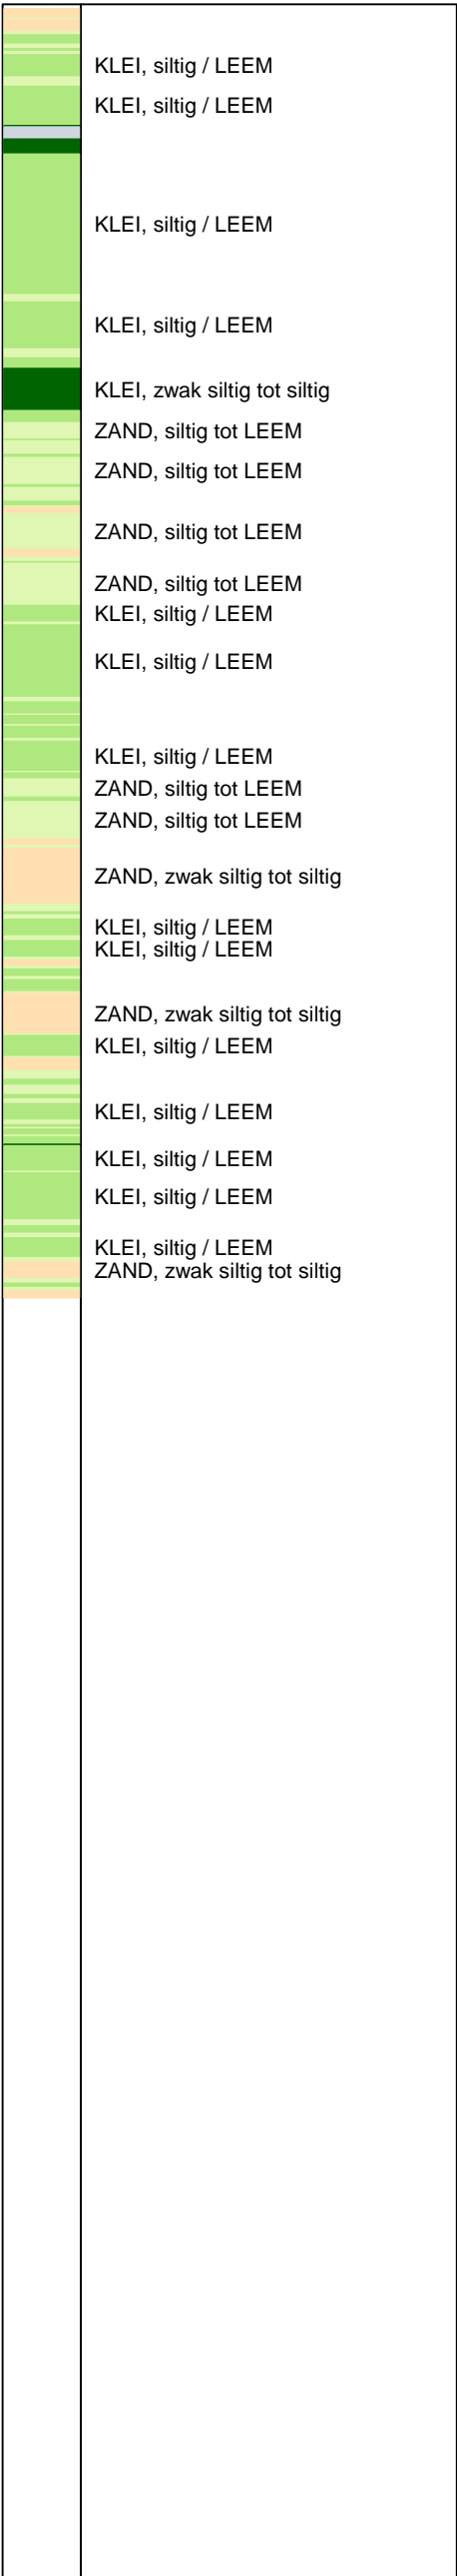 KLEI, siltig / LEEM
KLEI, siltig / LEEM
KLEI, siltig / LEEM
KLEI, siltig / LEEM
KLEI, zwak siltig tot siltig
ZAND, siltig tot LEEM
ZAND, siltig tot LEEM
ZAND, siltig tot LEEM
ZAND, siltig tot LEEM
KLEI, siltig / LEEM
KLEI, siltig / LEEM
KLEI, siltig / LEEM
ZAND, siltig tot LEEM
ZAND, siltig tot LEEM
ZAND, zwak siltig tot siltig
KLEI, siltig / LEEM
KLEI, siltig / LEEM
ZAND, zwak siltig tot siltig
KLEI, siltig / LEEM
KLEI, siltig / LEEM
KLEI, siltig / LEEM
KLEI, siltig / LEEM
KLEI, siltig / LEEM
ZAND, zwak siltig tot siltig